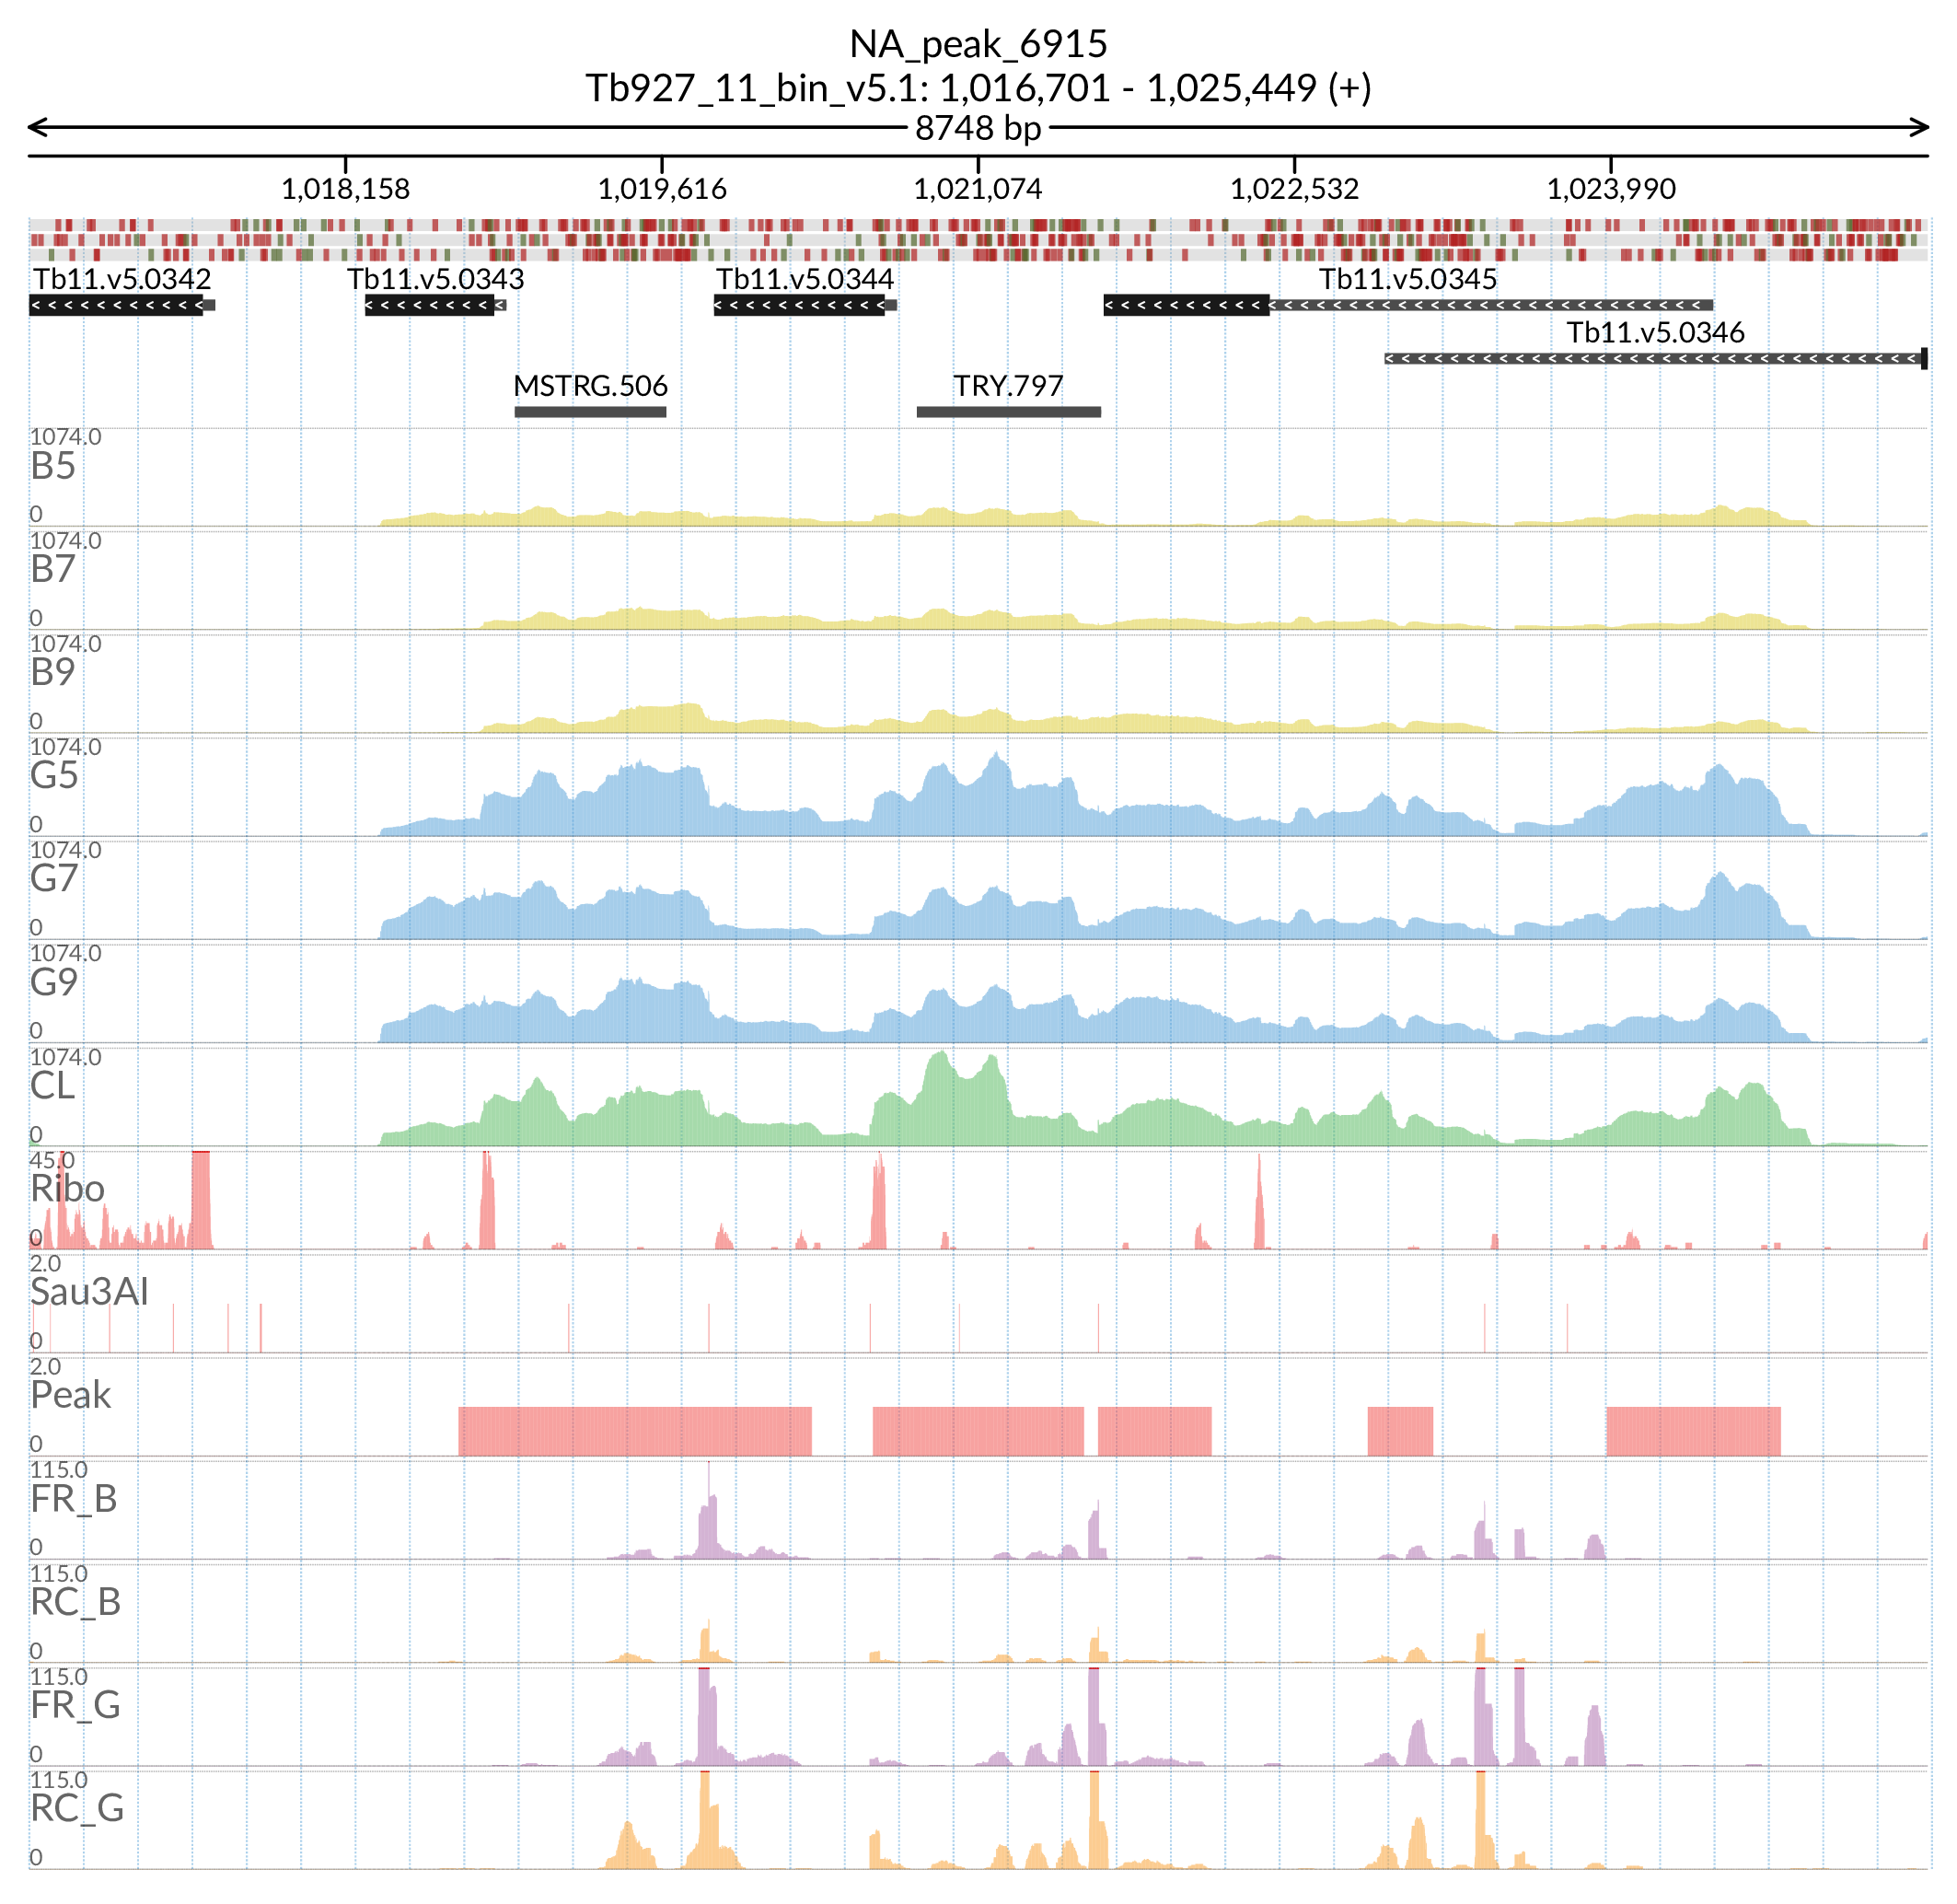 NA_peak_6915
Tb927_11_bin_v5.1: 1,016,701 - 1,025,449 (+)
8748 bp
1,018,158 1,019,616 1,021,074 1,022,532 1,023,990
Tb11.v5.0342 Tb11.v5.0343 Tb11.v5.0344 Tb11.v5.0345
Tb11.v5.0346
MSTRG.506 TRY.797
1074.0
B5
0
1074.0
B7
0
1074.0
B9
0
1074.0
G5
0
1074.0
G7
0
1074.0
G9
0
1074.0
CL
0
45.0
Ribo
0
2.0
Sau3AI
0
2.0
Peak
0
115.0
FR_B
0
115.0
RC_B
0
115.0
FR_G
0
115.0
RC_G
0